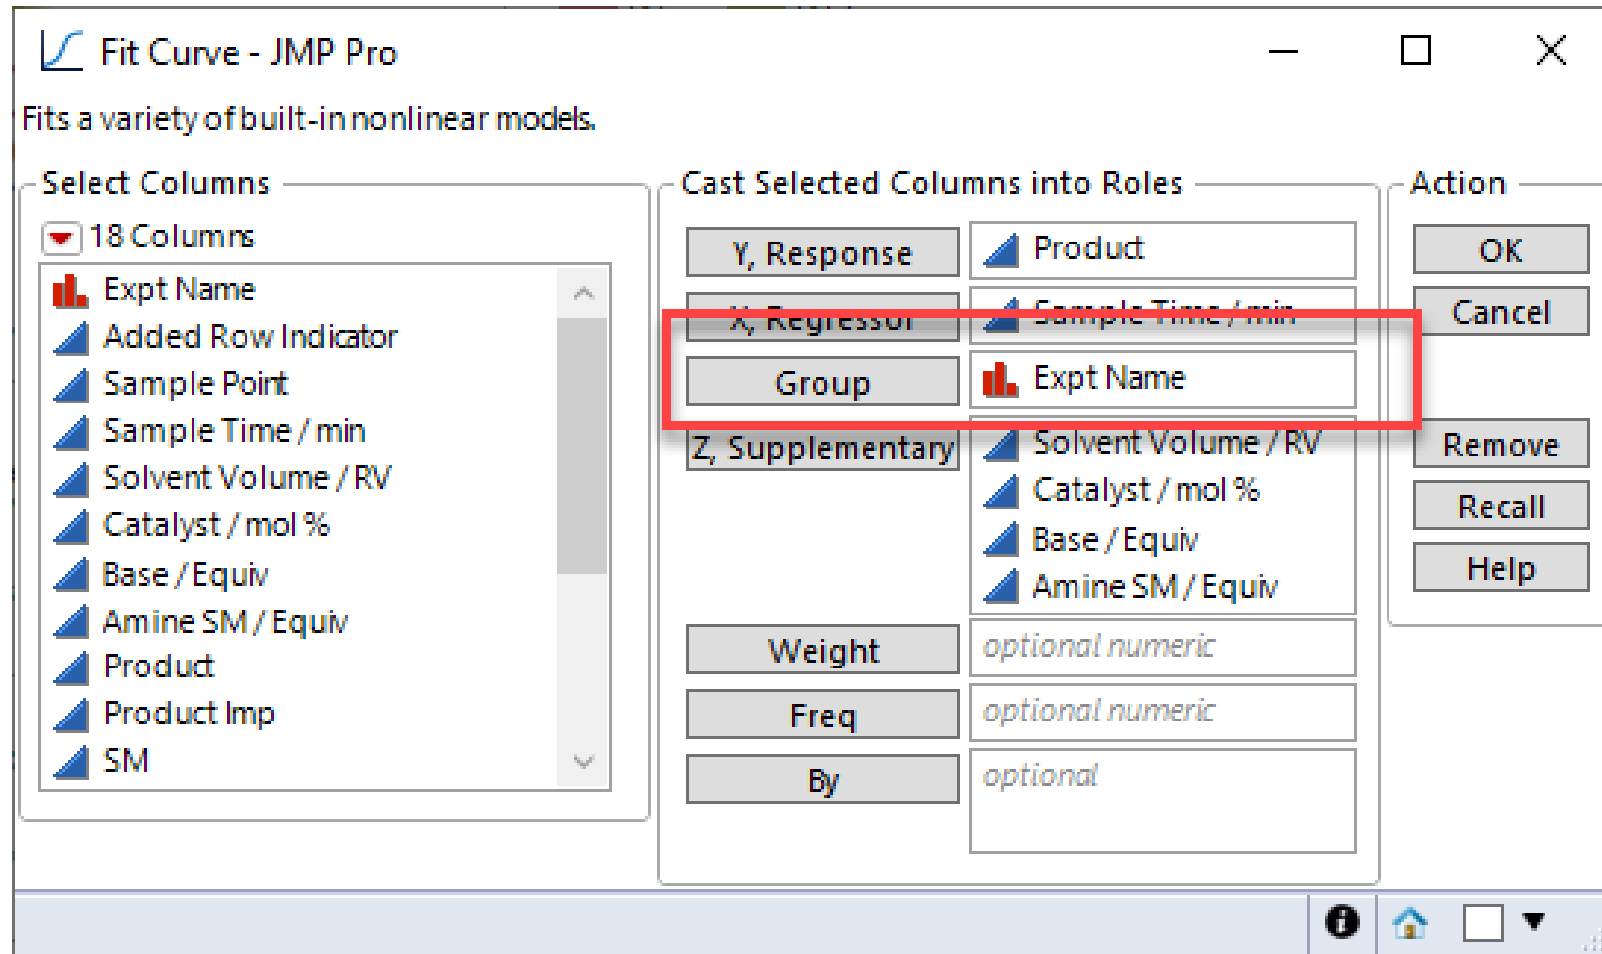 Fit Curve - JMP Pro
Fits a variety of built-in nonlinear models.
Select Columns
18 Columns
Expt Name
Added Row Indicator
Sample Point
Sample Time / min
Solvent Volume / RV
Catalyst / mol %
Base / Equiv
Amine SM / Equiv
Product
Product Imp
SM
Cast Selected Columns into Roles
Y, Response
Product
X, Regressor
Sample Time / min
Group
Expt Name
Z, Supplementary
Solvent Volume / RV
Catalyst / mol %
Base / Equiv
Amine SM / Equiv
Weight
optional numeric
Freq
optional numeric
By
optional
Action
OK
Cancel
Remove
Recall
Help